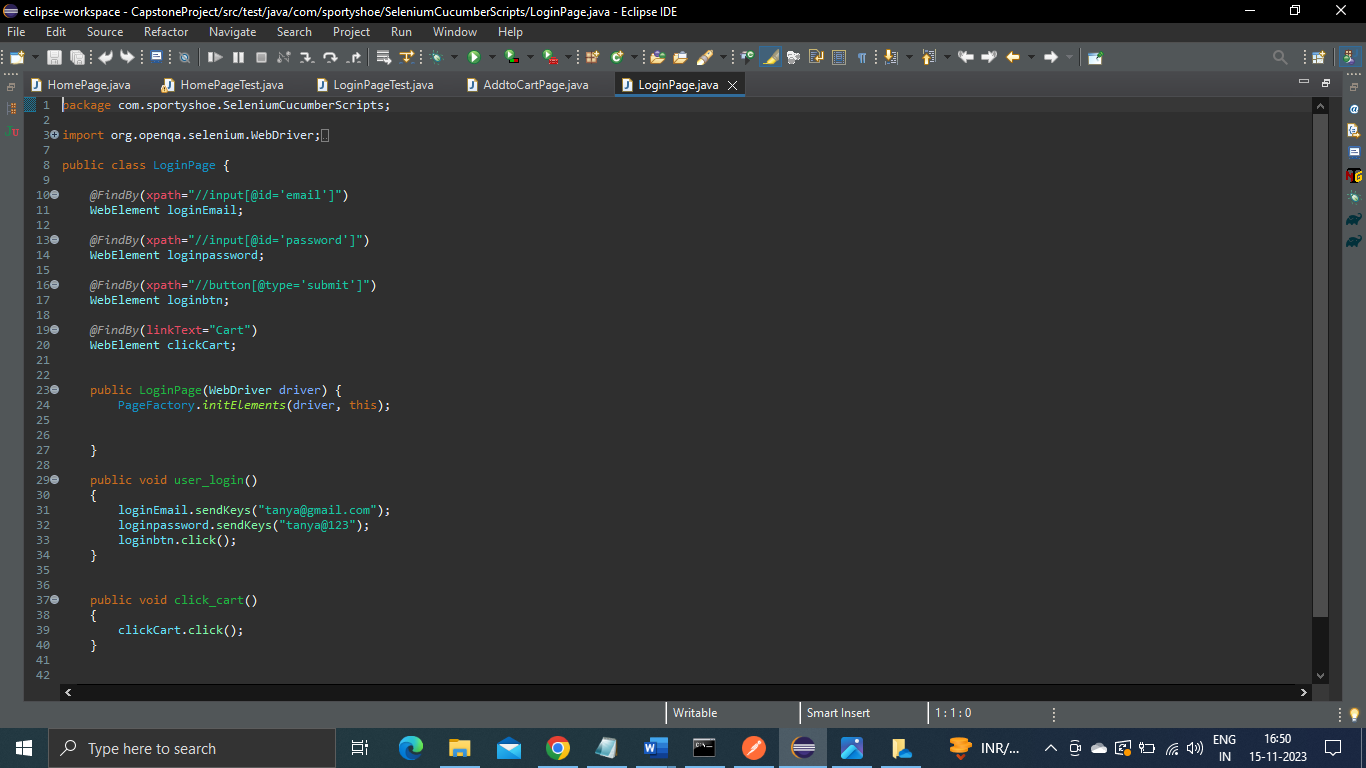 eclipse-workspace - CapstoneProject/src/test/java/com/sportyshoe/SeleniumCucumberScripts/LoginPage.java - Eclipse IDE
File Edit Source Refactor Navigate Search Project Run Window Help
HomePage.java HomePageTest.java LoginPageTest.java AddtoCartPage.java LoginPage.java
1 package com.sportyshoe.SeleniumCucumberScripts;
2
3 import org.openqa.selenium.WebDriver;
7
8 public class LoginPage {
9
10 @FindBy(xpath="//input[@id='email']")
11 WebElement loginEmail;
12
13 @FindBy(xpath="//input[@id='password']")
14 WebElement loginpassword;
15
16 @FindBy(xpath="//button[@type='submit']")
17 WebElement loginbtn;
18
19 @FindBy(linkText="Cart")
20 WebElement clickCart;
21
22
23 public LoginPage(WebDriver driver) {
24 PageFactory.initElements(driver, this);
25
26
27 }
28
29 public void user_login()
30 {
31 loginEmail.sendKeys("tanya@gmail.com");
32 loginpassword.sendKeys("tanya@123");
33 loginbtn.click();
34 }
35
36
37 public void click_cart()
38 {
39 clickCart.click();
40 }
41
42
Writable Smart Insert 1 : 1 : 0
Type here to search
INR/... ENG 16:50
IN 15-11-2023